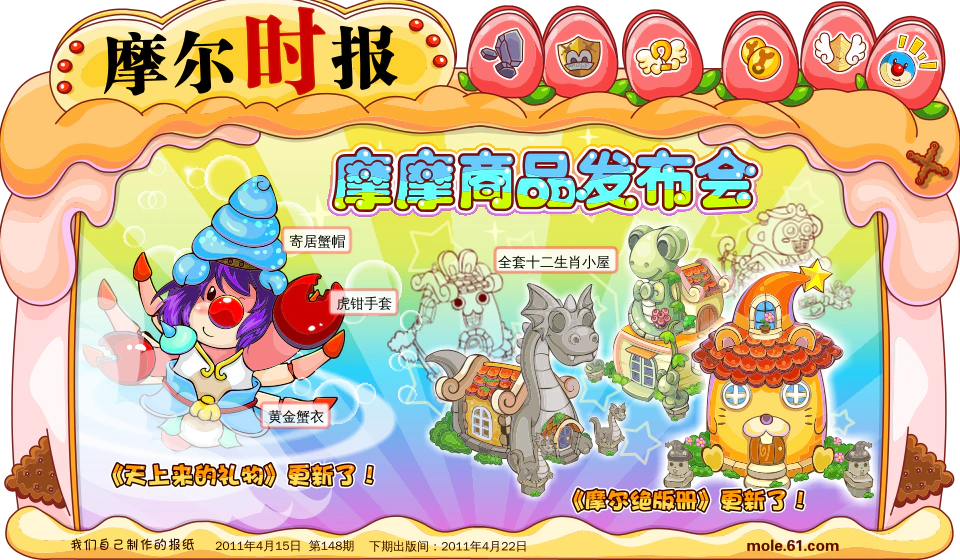 摩尔时报
摩摩商品发布会
寄居蟹帽
全套十二生肖小屋
虎钳手套
黄金蟹衣
《天上来的礼物》更新了！
《摩尔绝版册》更新了！
我们自己制作的报纸 2011年4月15日 第148期 下期出版间：2011年4月22日 mole.61.com